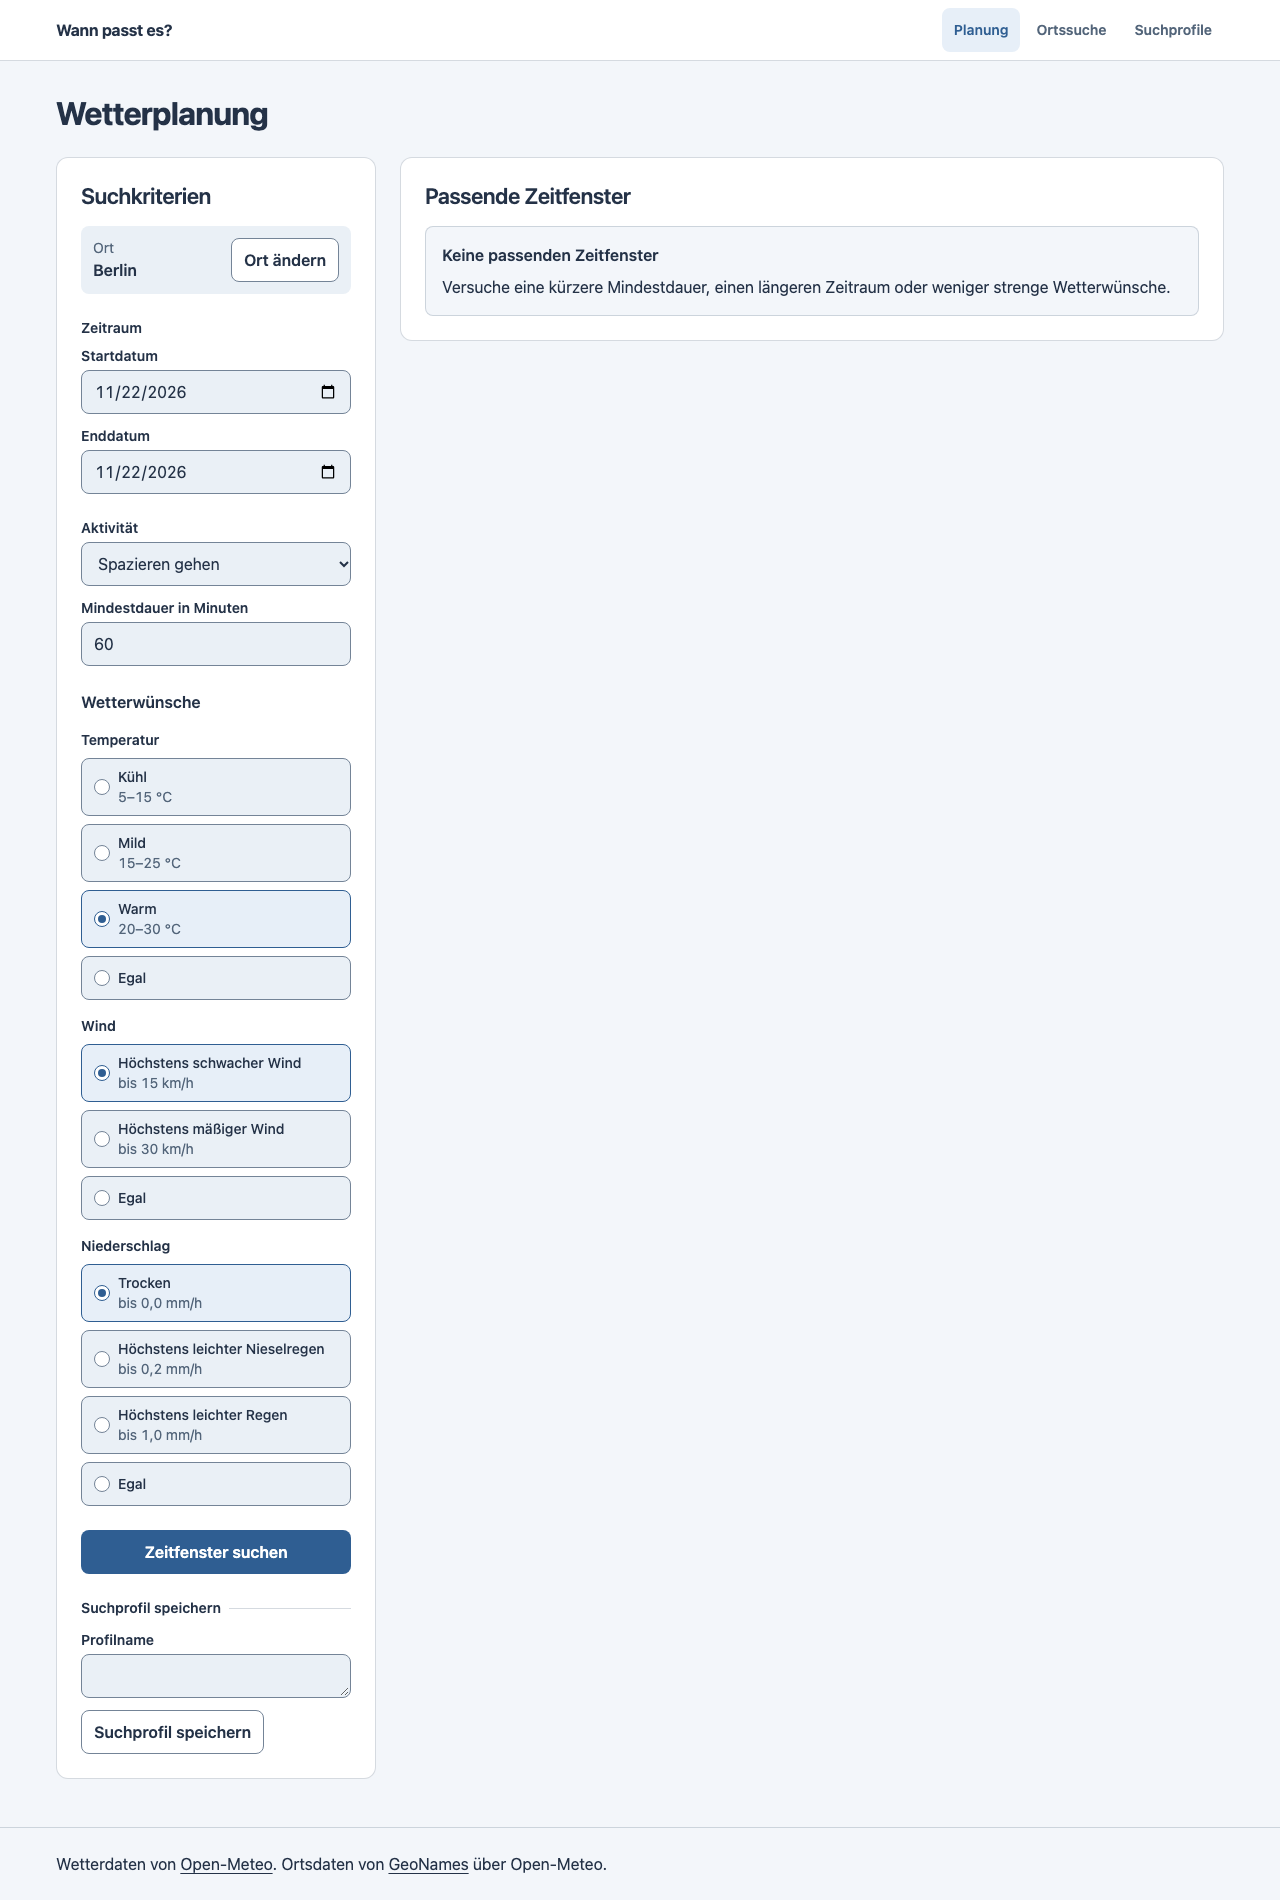 Wann passt es?
Planung
Ortssuche
Suchprofile
Wetterplanung
Suchkriterien
Ort
Berlin
Ort ändern
Zeitraum
Startdatum
11/22/2026
Enddatum
11/22/2026
Aktivität
Spazieren gehen
Mindestdauer in Minuten
60
Wetterwünsche
Temperatur
Kühl
5–15 °C
Mild
15–25 °C
Warm
20–30 °C
Egal
Wind
Höchstens schwacher Wind
bis 15 km/h
Höchstens mäßiger Wind
bis 30 km/h
Egal
Niederschlag
Trocken
bis 0,0 mm/h
Höchstens leichter Nieselregen
bis 0,2 mm/h
Höchstens leichter Regen
bis 1,0 mm/h
Egal
Zeitfenster suchen
Suchprofil speichern
Profilname
Suchprofil speichern
Passende Zeitfenster
Keine passenden Zeitfenster
Versuche eine kürzere Mindestdauer, einen längeren Zeitraum oder weniger strenge Wetterwünsche.
Wetterdaten von Open-Meteo. Ortsdaten von GeoNames über Open-Meteo.